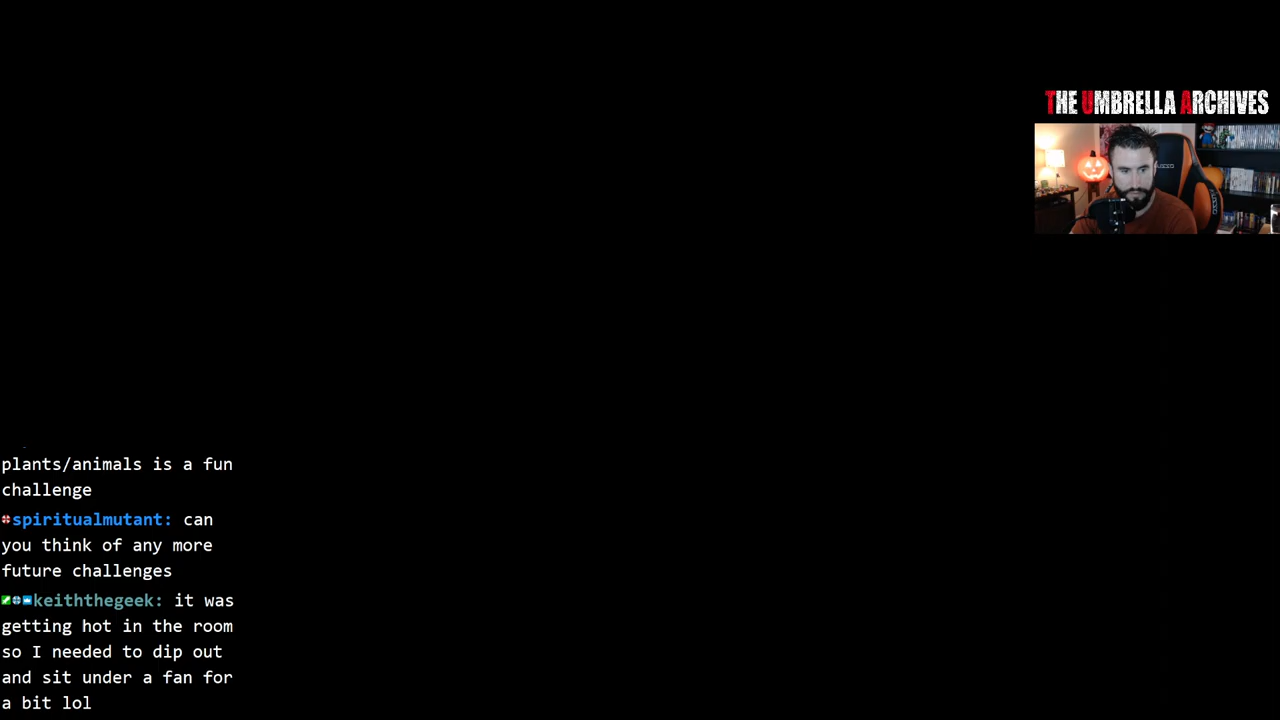 THE UMBRELLA ARCHIVES
plants/animals is a fun
challenge
spiritualmutant: can
you think of any more
future challenges
keiththegeek: it was
getting hot in the room
so I needed to dip out
and sit under a fan for
a bit lol